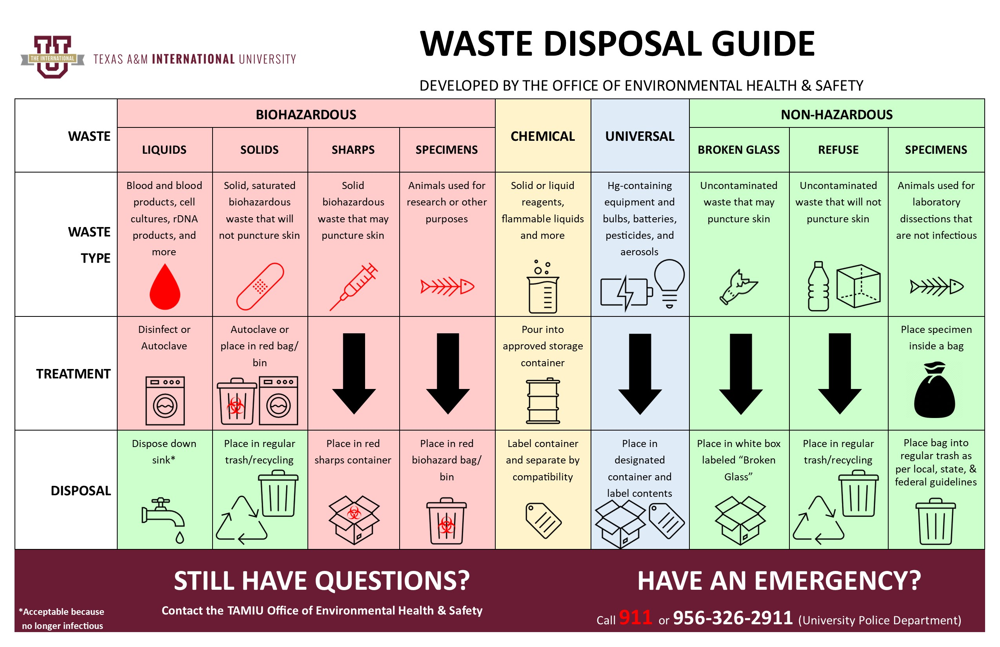 THE INTERNATIONAL
TEXAS A&M INTERNATIONAL UNIVERSITY
WASTE DISPOSAL GUIDE
DEVELOPED BY THE OFFICE OF ENVIRONMENTAL HEALTH & SAFETY
WASTE
BIOHAZARDOUS
LIQUIDS
SOLIDS
SHARPS
SPECIMENS
CHEMICAL
UNIVERSAL
NON-HAZARDOUS
BROKEN GLASS
REFUSE
SPECIMENS
WASTE
TYPE
Blood and blood
products, cell
cultures, rDNA
products, and
more
Solid, saturated
biohazardous
waste that will
not puncture skin
Solid
biohazardous
waste that may
puncture skin
Animals used for
research or other
purposes
Solid or liquid
reagents,
flammable liquids
and more
Hg-containing
equipment and
bulbs, batteries,
pesticides, and
aerosols
Uncontaminated
waste that may
puncture skin
Uncontaminated
waste that will not
puncture skin
Animals used for
laboratory
dissections that
are not infectious
TREATMENT
Disinfect or
Autoclave
Autoclave or
place in red bag/
bin
Pour into
approved storage
container
Place specimen
inside a bag
DISPOSAL
Dispose down
sink*
Place in regular
trash/recycling
Place in red
sharps container
Place in red
biohazard bag/
bin
Label container
and separate by
compatibility
Place in
designated
container and
label contents
Place in white box
labeled “Broken
Glass”
Place in regular
trash/recycling
Place bag into
regular trash as
per local, state, &
federal guidelines
STILL HAVE QUESTIONS?
Contact the TAMIU Office of Environmental Health & Safety
*Acceptable because
no longer infectious
HAVE AN EMERGENCY?
Call 911 or 956-326-2911 (University Police Department)